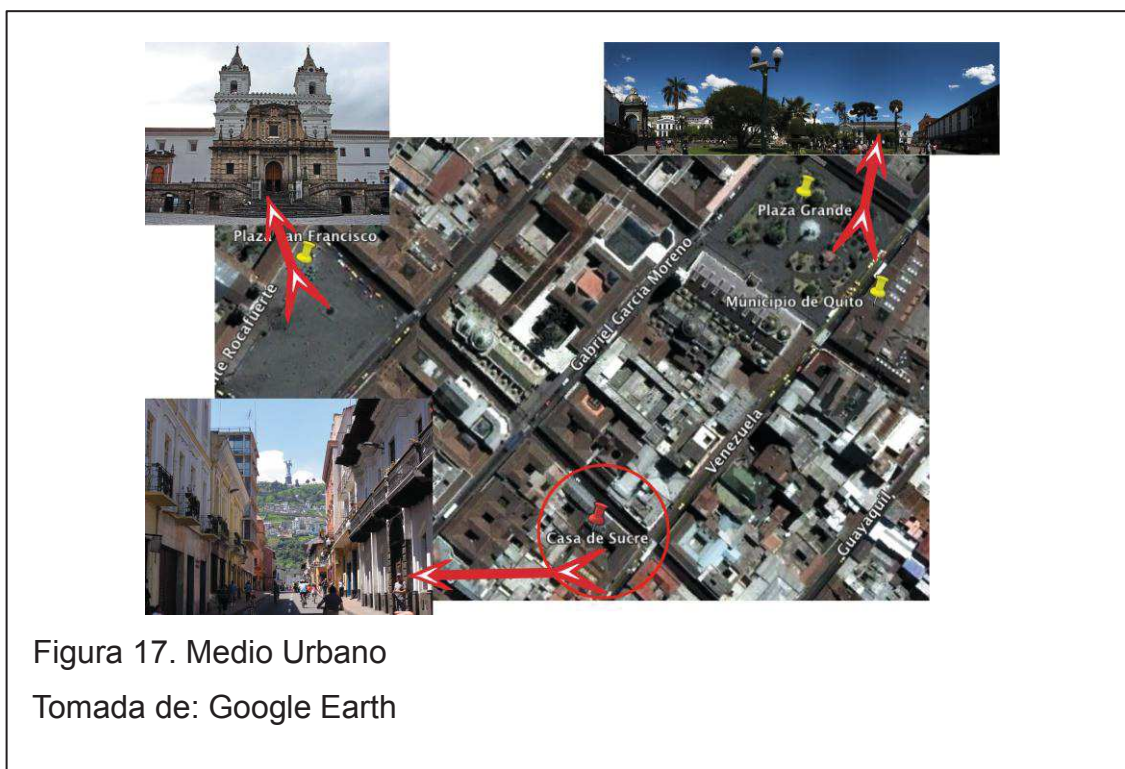 Plaza San Francisco
Plaza Grande
Municipio de Quito
Rocafuerte
Gabriel García Moreno
Venezuela
Guayaquil
Casa de Sucre
Figura 17. Medio Urbano
Tomada de: Google Earth